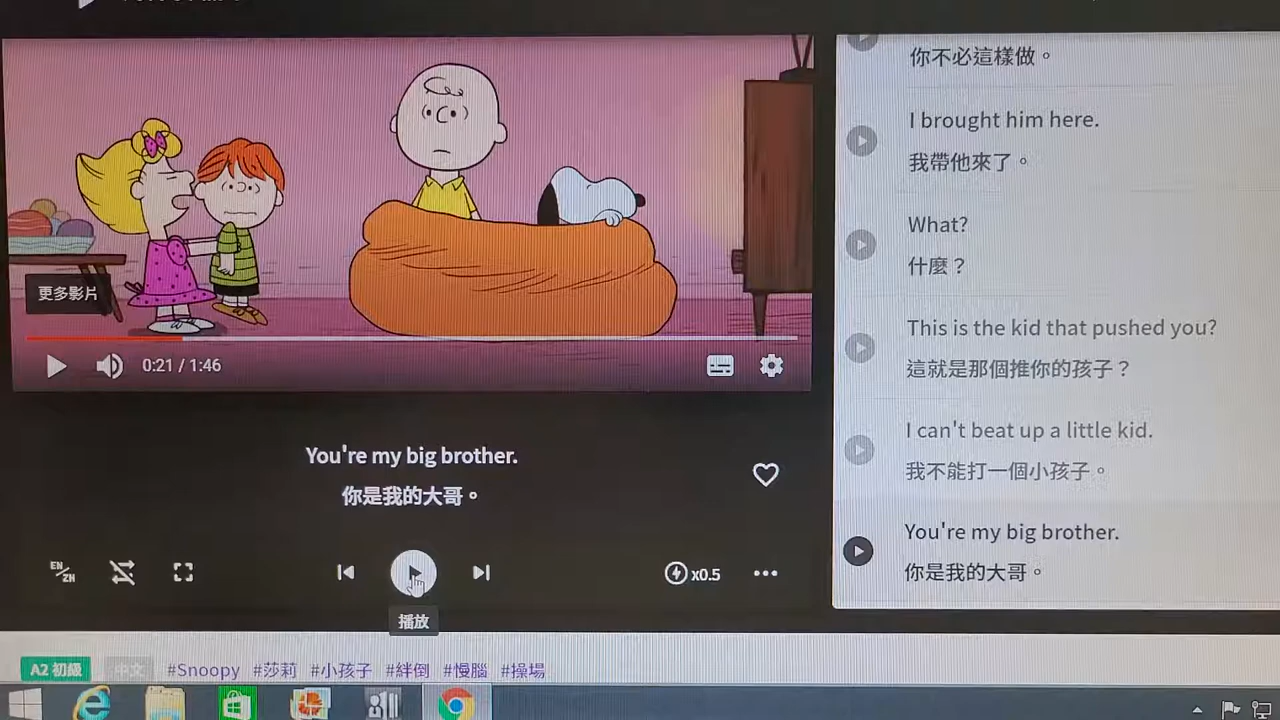 更多影片
0:21 / 1:46
You're my big brother.
你是我的大哥。
EN
ZH
x0.5
播放
你不必這樣做。
I brought him here.
我帶他來了。
What?
什麼？
This is the kid that pushed you?
這就是那個推你的孩子？
I can't beat up a little kid.
我不能打一個小孩子。
You're my big brother.
你是我的大哥。
A2 初級
中文
#Snoopy #莎莉 #小孩子 #絆倒 #慢腦 #操場